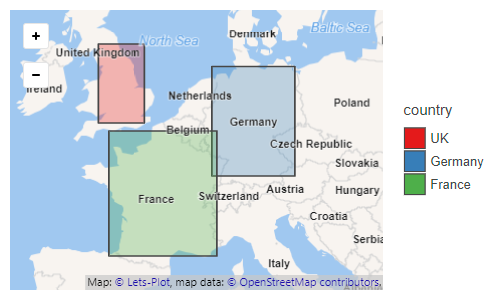 +
−
North Sea
Baltic Sea
Denmark
United Kingdom
Ireland
Netherlands
Poland
Germany
Belgium
Czech Republic
Slovakia
France
Switzerland
Austria
Hungary
Croatia
Serbia
Italy
Map: © Lets-Plot, map data: © OpenStreetMap contributors.
country
UK
Germany
France